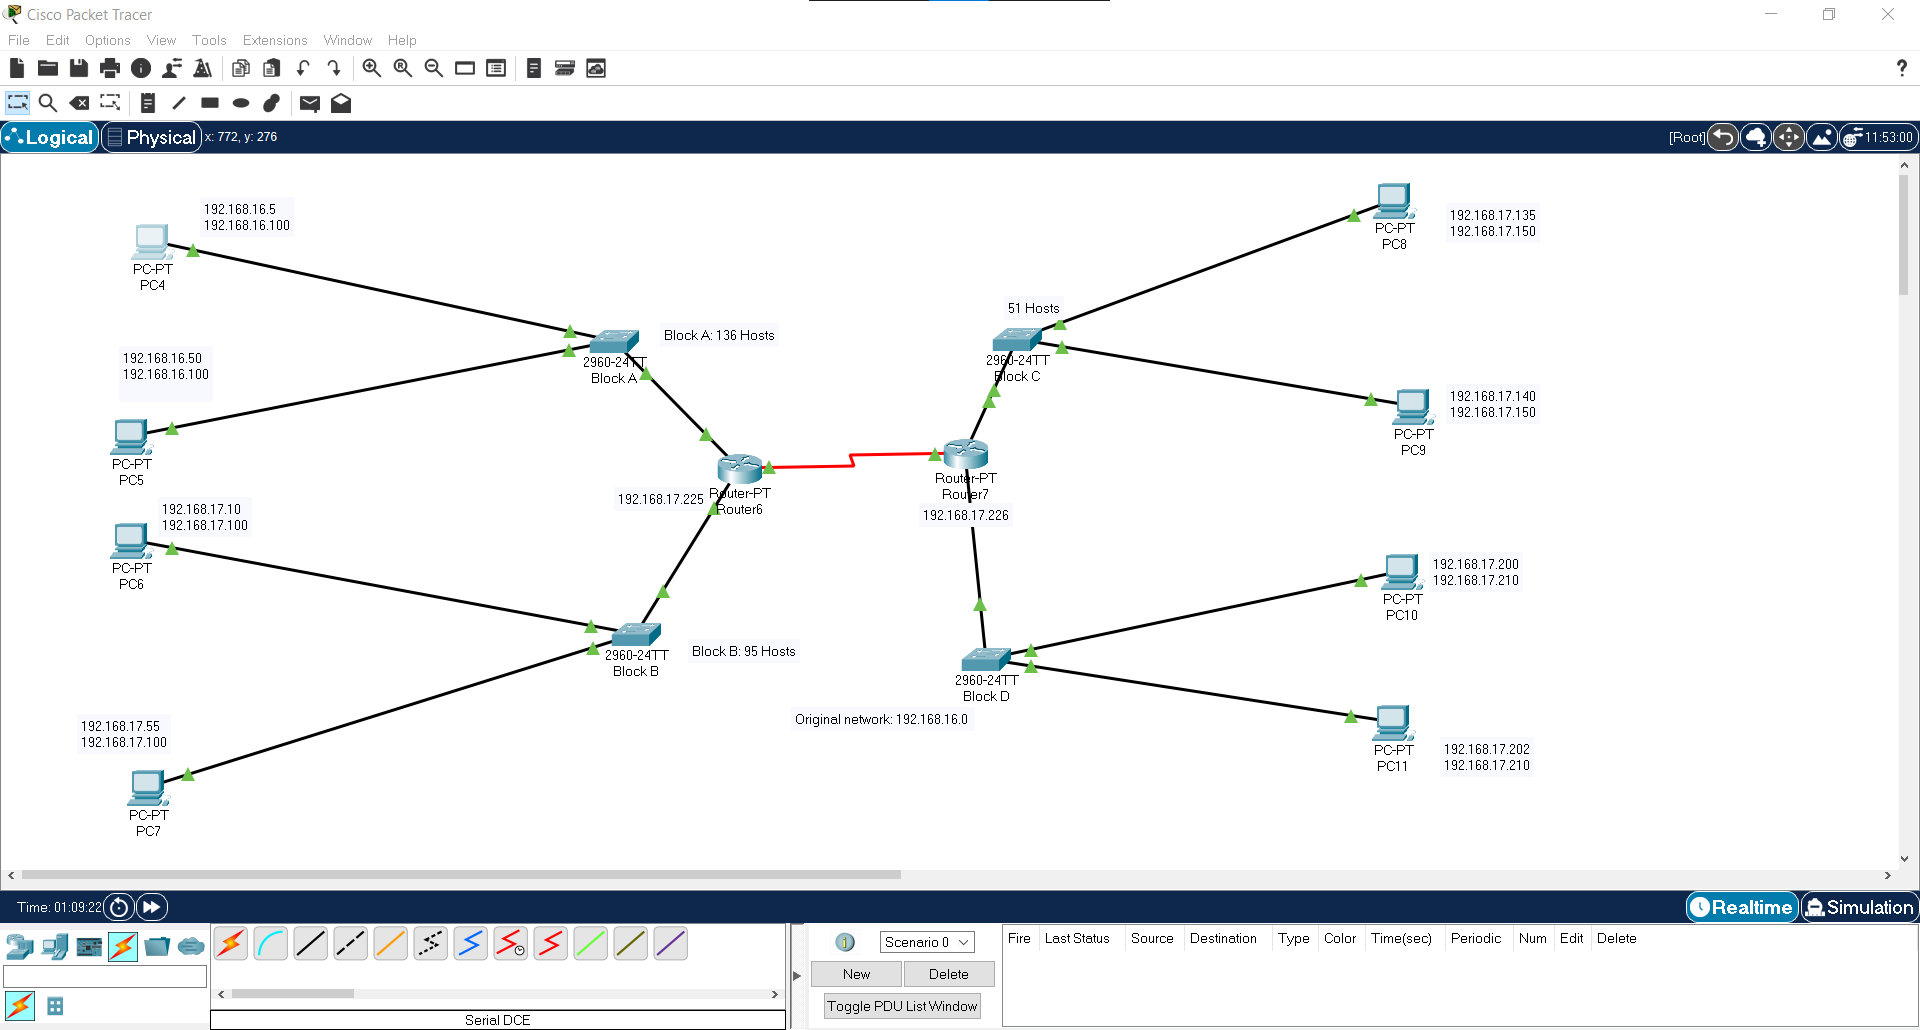 Cisco Packet Tracer
File Edit Options View Tools Extensions Window Help
?
Logical Physical x: 772, y: 276 [Root] 11:53:00
192.168.16.5
192.168.16.100
PC-PT
PC4
192.168.16.50
192.168.16.100
PC-PT
PC5
192.168.17.10
192.168.17.100
PC-PT
PC6
192.168.17.55
192.168.17.100
PC-PT
PC7
Block A: 136 Hosts
2960-24TT
Block A
192.168.17.225
Router-PT
Router6
2960-24TT
Block B
Block B: 95 Hosts
51 Hosts
2960-24TT
Block C
Router-PT
Router7
192.168.17.226
2960-24TT
Block D
Original network: 192.168.16.0
PC-PT
PC8
192.168.17.135
192.168.17.150
192.168.17.140
192.168.17.150
PC-PT
PC9
192.168.17.200
192.168.17.210
PC-PT
PC10
PC-PT
PC11
192.168.17.202
192.168.17.210
Time: 01:09:22
Realtime Simulation
Serial DCE
Scenario 0
New Delete
Toggle PDU List Window
Fire Last Status Source Destination Type Color Time(sec) Periodic Num Edit Delete